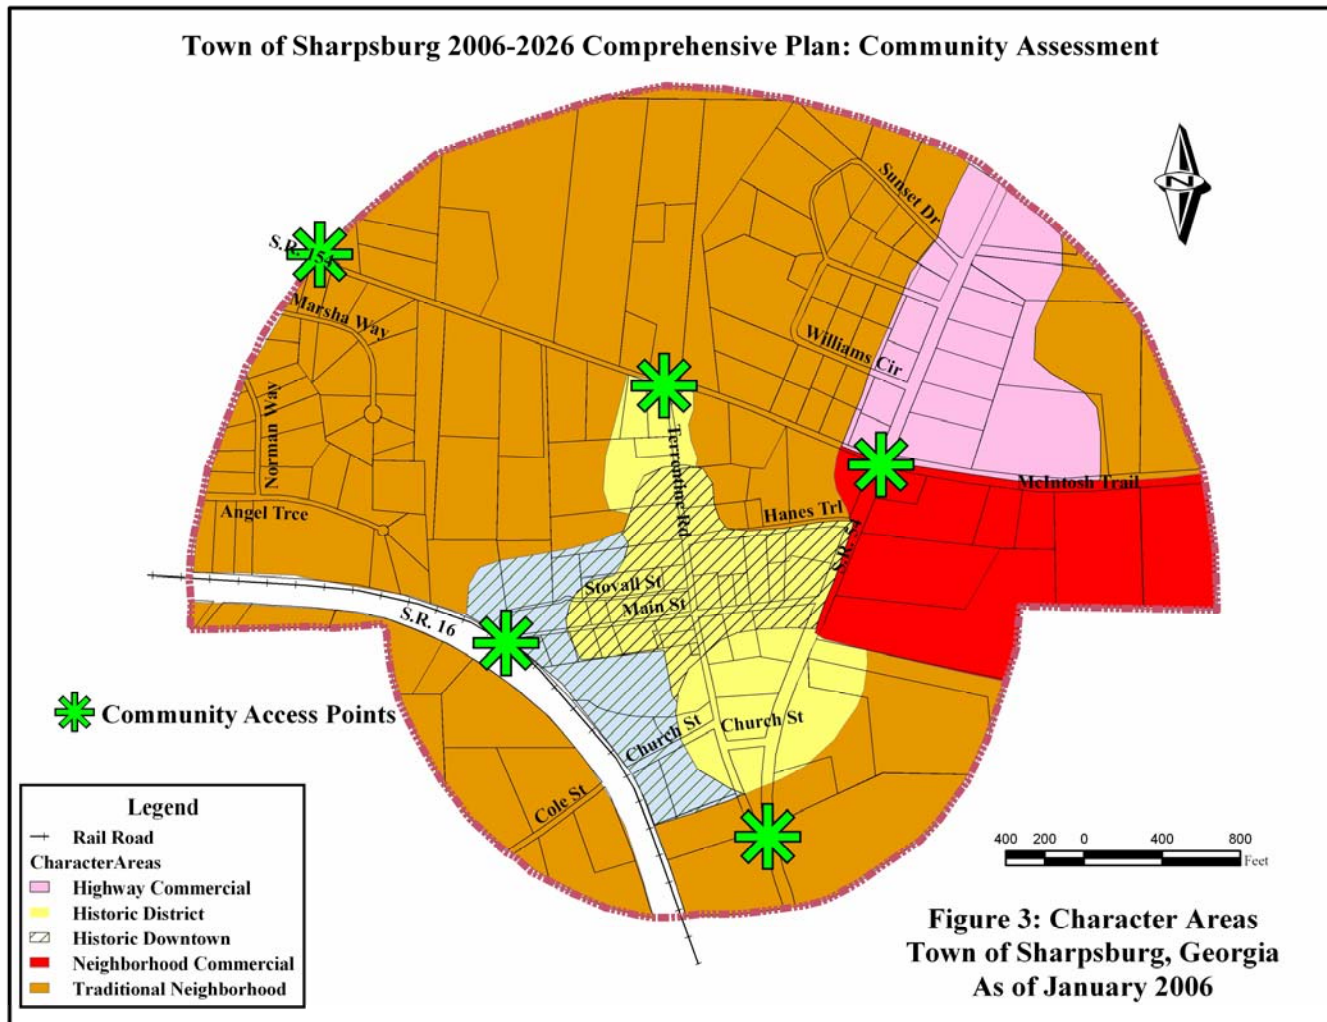 Town of Sharpsburg 2006-2026 Comprehensive Plan: Community Assessment
N
Sunset Dr
S.R. 154
Marsha Way
Williams Cir
Norman Way
Terrentine Rd
McIntosh Trail
Angel Trce
Hanes Trl
S.R. 54
Stovall St
Main St
S.R. 16
Community Access Points
Church St
Church St
Cole St
Legend
Rail Road
CharacterAreas
Highway Commercial
Historic District
Historic Downtown
Neighborhood Commercial
Traditional Neighborhood
400 200 0 400 800
Feet
Figure 3: Character Areas
Town of Sharpsburg, Georgia
As of January 2006